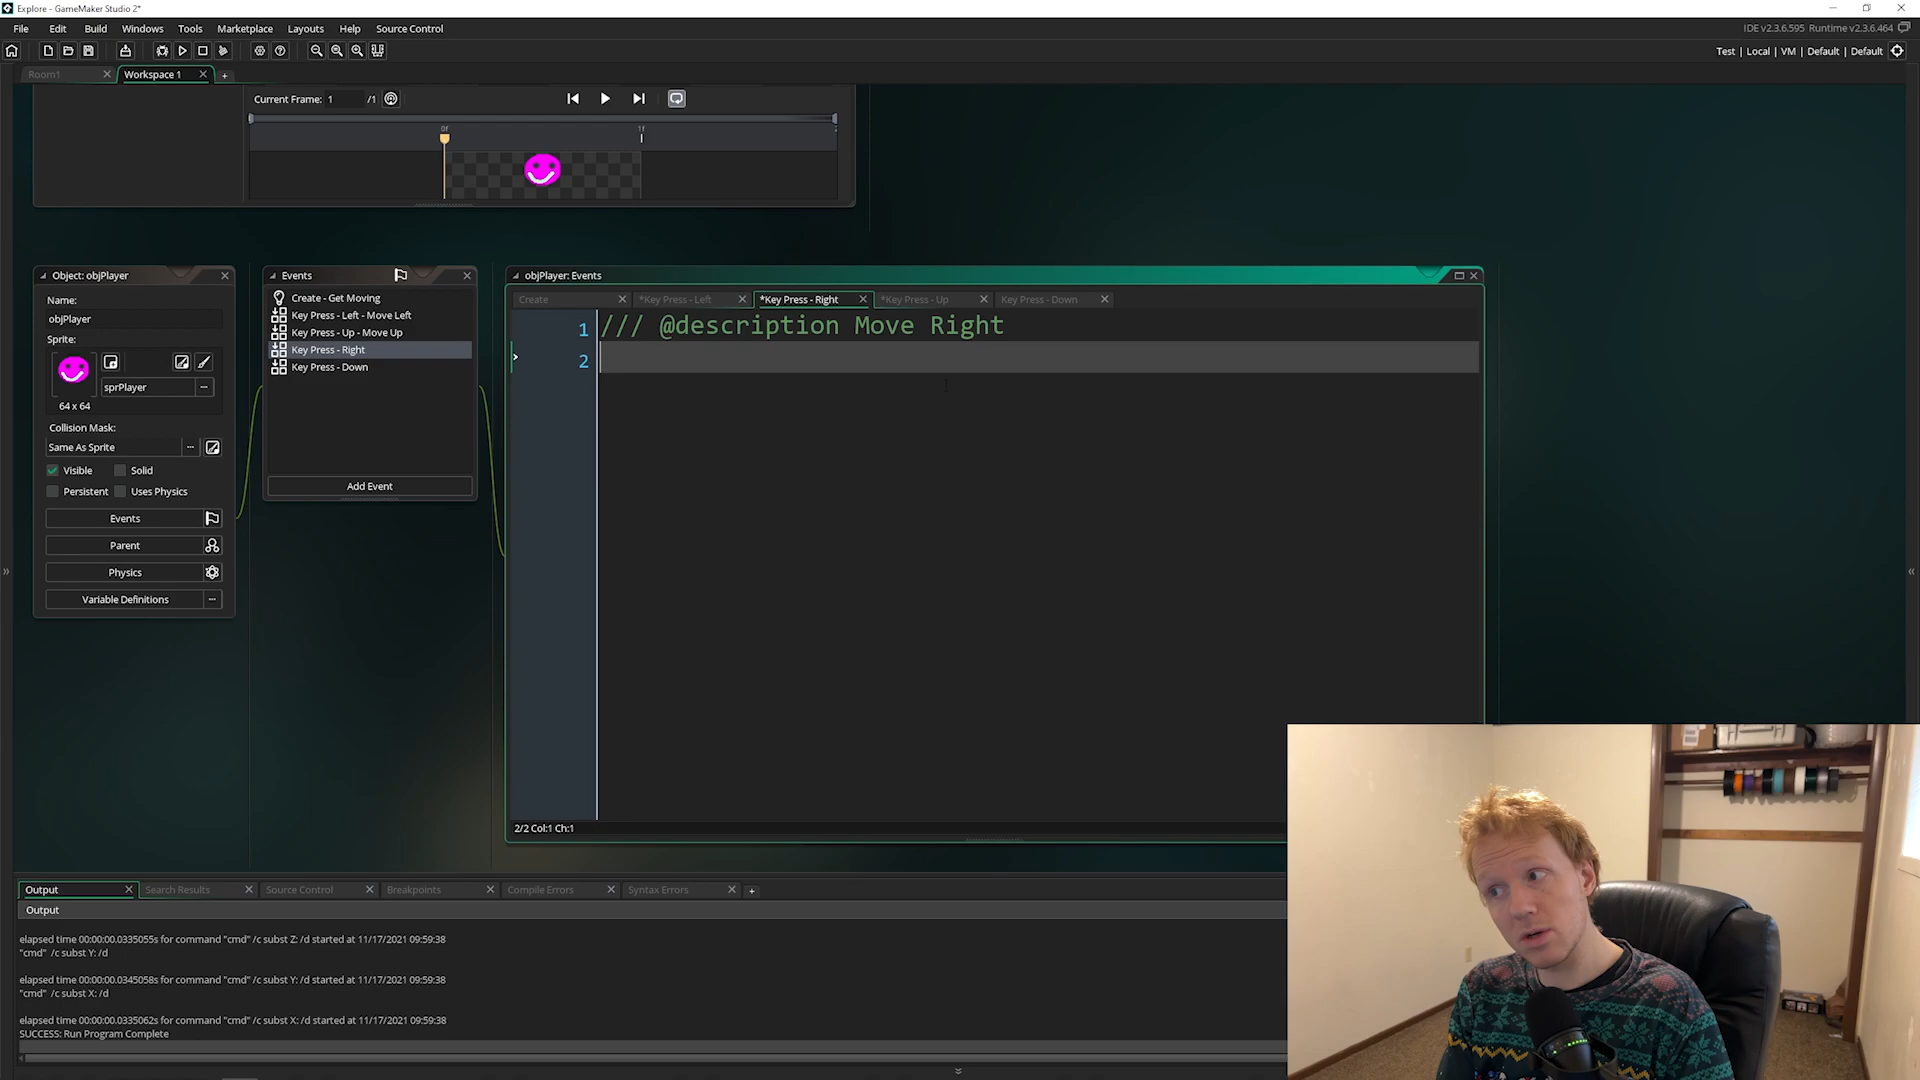 Explore - GameMaker Studio 2*
File Edit Build Windows Tools Marketplace Layouts Help Source Control
IDE v2.3.6.595 Runtime v2.3.6.464
Test | Local | VM | Default | Default
Room1
Workspace 1
Current Frame: 1 /1
0f
1f
Object: objPlayer
Name:
objPlayer
Sprite:
sprPlayer
64 x 64
Collision Mask:
Same As Sprite
Visible
Solid
Persistent
Uses Physics
Events
Parent
Physics
Variable Definitions
Events
Create - Get Moving
Key Press - Left - Move Left
Key Press - Up - Move Up
Key Press - Right
Key Press - Down
Add Event
objPlayer: Events
Create
*Key Press - Left
*Key Press - Right
*Key Press - Up
Key Press - Down
1 /// @description Move Right
2
2/2 Col:1 Ch:1
Output
Search Results
Source Control
Breakpoints
Compile Errors
Syntax Errors
Output
elapsed time 00:00:00.0335055s for command "cmd" /c subst Z: /d started at 11/17/2021 09:59:38
"cmd" /c subst Y: /d
elapsed time 00:00:00.0345058s for command "cmd" /c subst Y: /d started at 11/17/2021 09:59:38
"cmd" /c subst X: /d
elapsed time 00:00:00.0335062s for command "cmd" /c subst X: /d started at 11/17/2021 09:59:38
SUCCESS: Run Program Complete